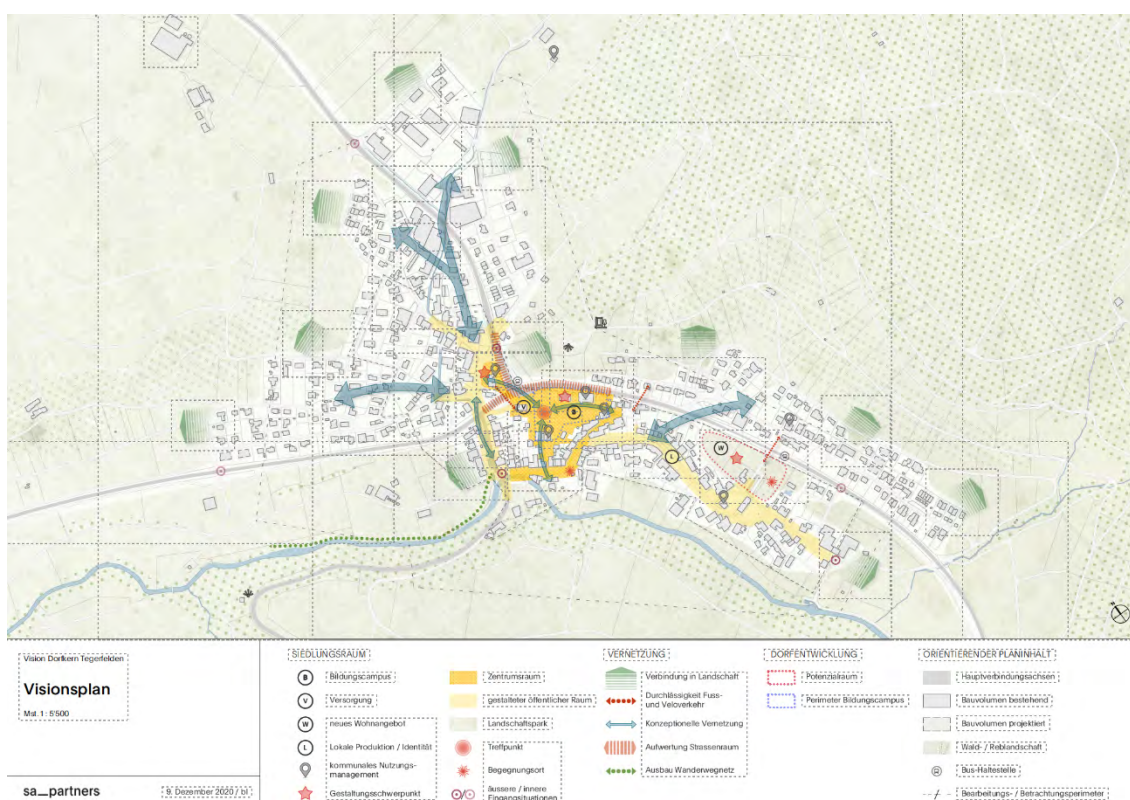 B
V
W
L
Vision Dorfkern Tegerfelden
Visionsplan
Mst. 1 : 5'500
sa_partners
9. Dezember 2020 / bl
SIEDLUNGSRAUM
B Bildungscampus
V Versorgung
W neues Wohnangebot
L Lokale Produktion / Identität
kommunales Nutzungs-
management
Gestaltungsschwerpunkt
Zentrumsraum
gestalteter öffentlicher Raum
Landschaftspark
Treffpunkt
Begegnungsort
äussere / innere
Eingangsituationen
VERNETZUNG
Verbindung in Landschaft
Durchlässigkeit Fuss-
und Veloverkehr
Konzeptionelle Vernetzung
Aufwertung Strassenraum
Ausbau Wanderwegnetz
DORFENTWICKLUNG
Potenzialraum
Perimeter Bildungscampus
ORIENTIERENDER PLANINHALT
Hauptverbindungsachsen
Bauvolumen bestehend
Bauvolumen projektiert
Wald- / Reblandschaft
Bus-Haltestelle
Bearbeitungs- / Betrachtungsperimeter